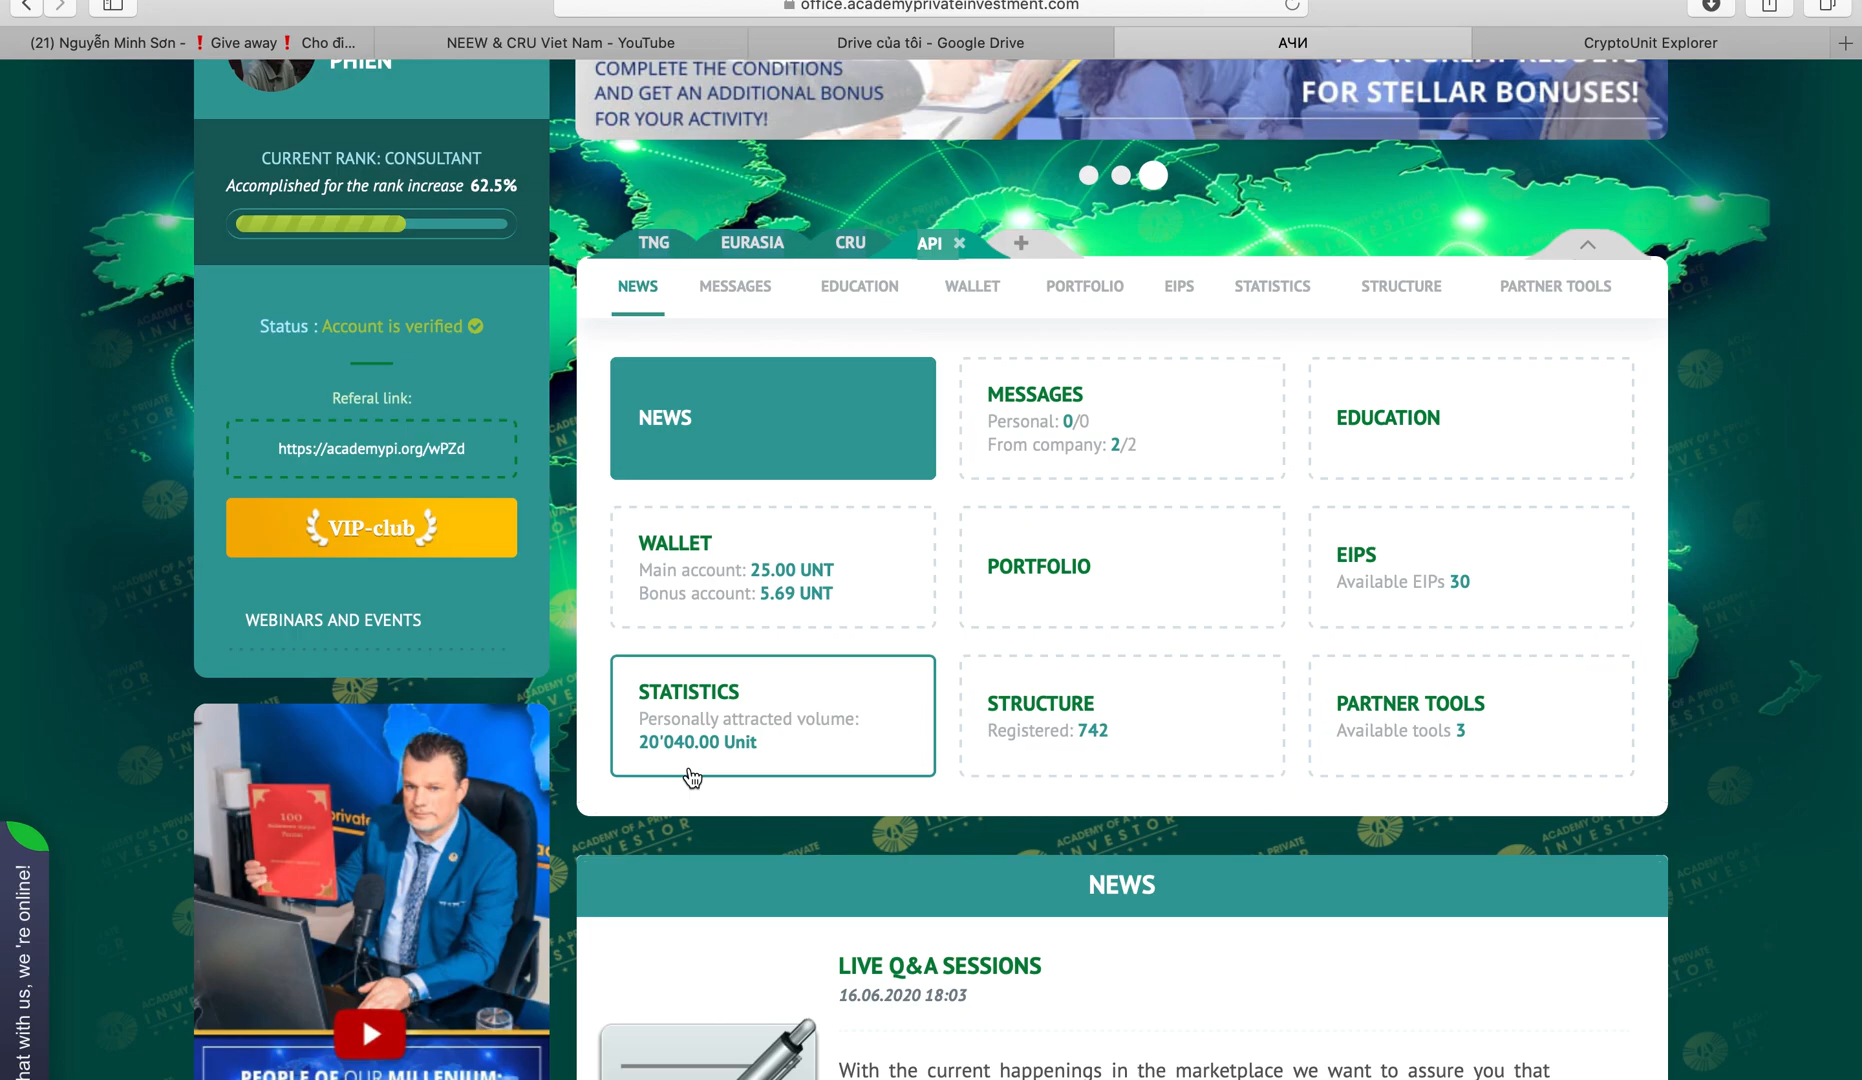 office.academyprivateinvestment.com
(21) Nguyễn Minh Sơn - ❗Give away❗ Cho đi...
NEEW & CRU Viet Nam - YouTube
Drive của tôi - Google Drive
АЧИ
CryptoUnit Explorer
PHIEN
CURRENT RANK: CONSULTANT
Accomplished for the rank increase 62.5%
Status : Account is verified
Referal link:
https://academypi.org/wPZd
VIP-club
WEBINARS AND EVENTS
COMPLETE THE CONDITIONS
AND GET AN ADDITIONAL BONUS
FOR YOUR ACTIVITY!
YOUR GREAT RESULTS
FOR STELLAR BONUSES!
TNG
EURASIA
CRU
API
NEWS
MESSAGES
EDUCATION
WALLET
PORTFOLIO
EIPS
STATISTICS
STRUCTURE
PARTNER TOOLS
NEWS
MESSAGES
Personal: 0/0
From company: 2/2
EDUCATION
WALLET
Main account: 25.00 UNT
Bonus account: 5.69 UNT
PORTFOLIO
EIPS
Available EIPs 30
STATISTICS
Personally attracted volume:
20'040.00 Unit
STRUCTURE
Registered: 742
PARTNER TOOLS
Available tools 3
NEWS
LIVE Q&A SESSIONS
16.06.2020 18:03
With the current happenings in the marketplace we want to assure you that
100
PEOPLE OF OUR MILLENIUM:
hat with us, we 're online!